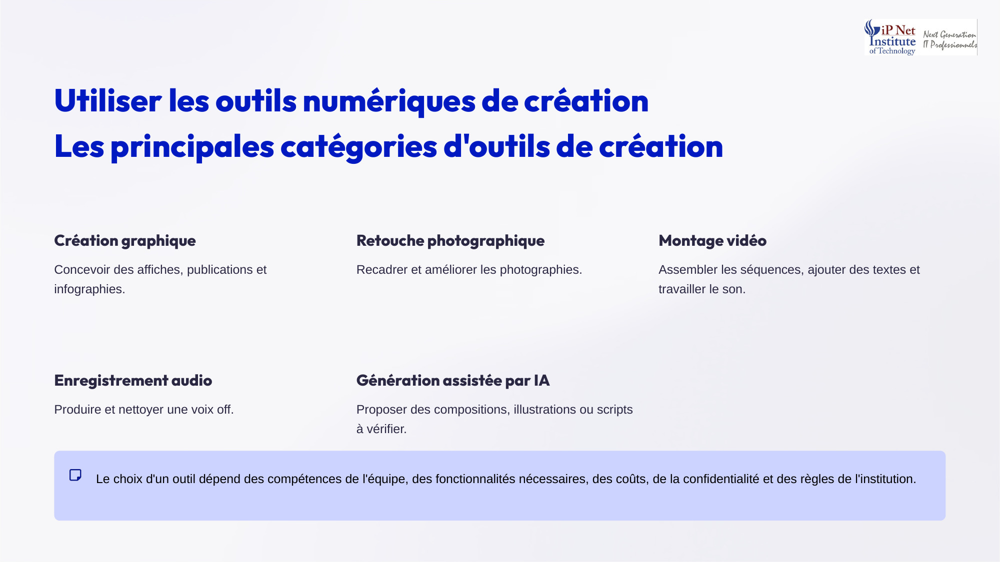 iP Net
Institute
of Technology
Next Generation
IT Professionnels
Utiliser les outils numériques de création
Les principales catégories d'outils de création
Création graphique
Concevoir des affiches, publications et
infographies.
Retouche photographique
Recadrer et améliorer les photographies.
Montage vidéo
Assembler les séquences, ajouter des textes et
travailler le son.
Enregistrement audio
Produire et nettoyer une voix off.
Génération assistée par IA
Proposer des compositions, illustrations ou scripts
à vérifier.
Le choix d'un outil dépend des compétences de l'équipe, des fonctionnalités nécessaires, des coûts, de la confidentialité et des règles de l'institution.